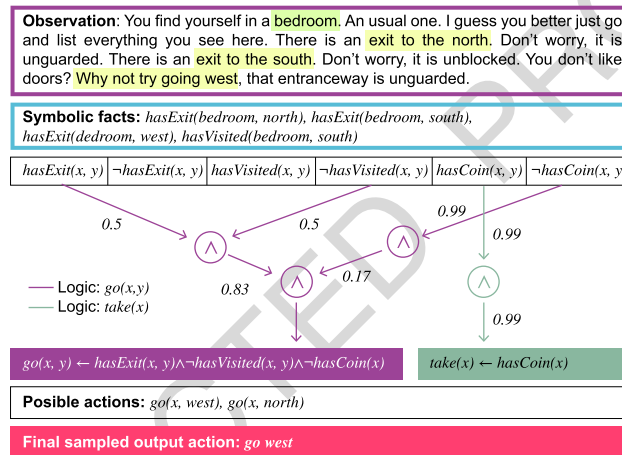 Observation: You find yourself in a bedroom. An usual one. I guess you better just go
and list everything you see here. There is an exit to the north. Don't worry, it is
unguarded. There is an exit to the south. Don't worry, it is unblocked. You don't like
doors? Why not try going west, that entranceway is unguarded.
Symbolic facts: hasExit(bedroom, north), hasExit(bedroom, south),
hasExit(dedroom, west), hasVisited(bedroom, south)
hasExit(x, y) ¬hasExit(x, y) hasVisited(x, y) ¬hasVisited(x, y) hasCoin(x, y) ¬hasCoin(x, y
0.5 0.5 0.99 0.99
∧ ∧
0.83 0.17
∧ ∧
Logic: go(x,y)
Logic: take(x)
0.99
go(x, y) ← hasExit(x, y)∧¬hasVisited(x, y)∧¬hasCoin(x)
take(x) ← hasCoin(x)
Posible actions: go(x, west), go(x, north)
Final sampled output action: go west
CTED PR